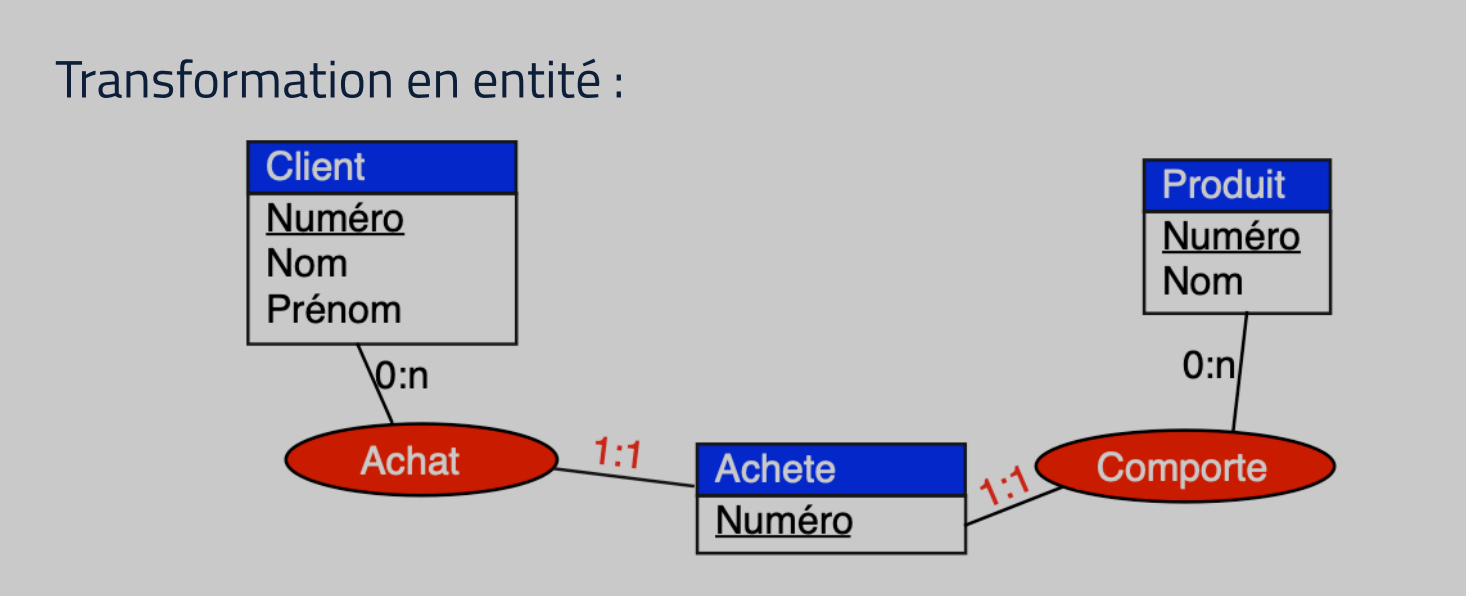 Transformation en entité :
Client
Numéro
Nom
Prénom
0:n
Achat
1:1
Achete
Numéro
1:1
Comporte
0:n
Produit
Numéro
Nom